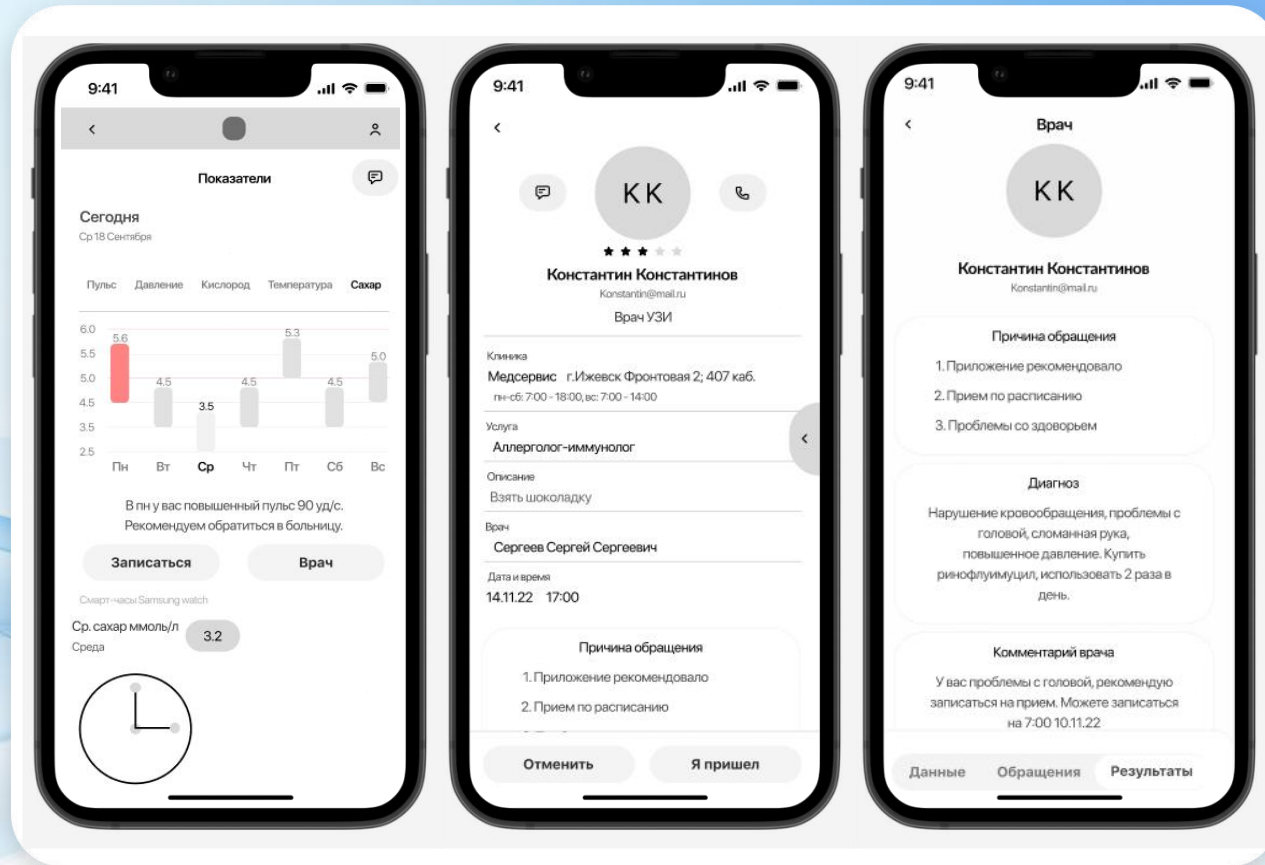 9:41
Показатели
Сегодня
Ср 18 Сентября
Пульс Давление Кислород Температура Сахар
6.0
5.5
5.0
4.5
3.5
2.5
5.6
4.5
3.5
4.5
5.3
4.5
5.0
Пн Вт Ср Чт Пт Сб Вс
В пн у вас повышенный пульс 90 уд/с.
Рекомендуем обратиться в больницу.
Записаться Врач
Смарт-часы Samsung watch
Ср. сахар ммоль/л
Среда
3.2
9:41
КК
Константин Константинов
Konstantin@mail.ru
Врач УЗИ
Клиника
Медсервис г.Ижевск Фронтовая 2; 407 каб.
пн-сб: 7:00 - 18:00, вс: 7:00 - 14:00
Услуга
Аллерголог-иммунолог
Описание
Взять шоколадку
Врач
Сергеев Сергей Сергеевич
Дата и время
14.11.22 17:00
Причина обращения
1. Приложение рекомендовало
2. Прием по расписанию
Отменить Я пришел
9:41
Врач
КК
Константин Константинов
Konstantin@mail.ru
Причина обращения
1. Приложение рекомендовало
2. Прием по расписанию
3. Проблемы со здоворьем
Диагноз
Нарушение кровообращения, проблемы с
головой, сломанная рука,
повышенное давление. Купить
ринофлуимуцил, использовать 2 раза в
день.
Комментарий врача
У вас проблемы с головой, рекомендую
записаться на прием. Можете записаться
на 7:00 10.11.22
Данные Обращения Результаты